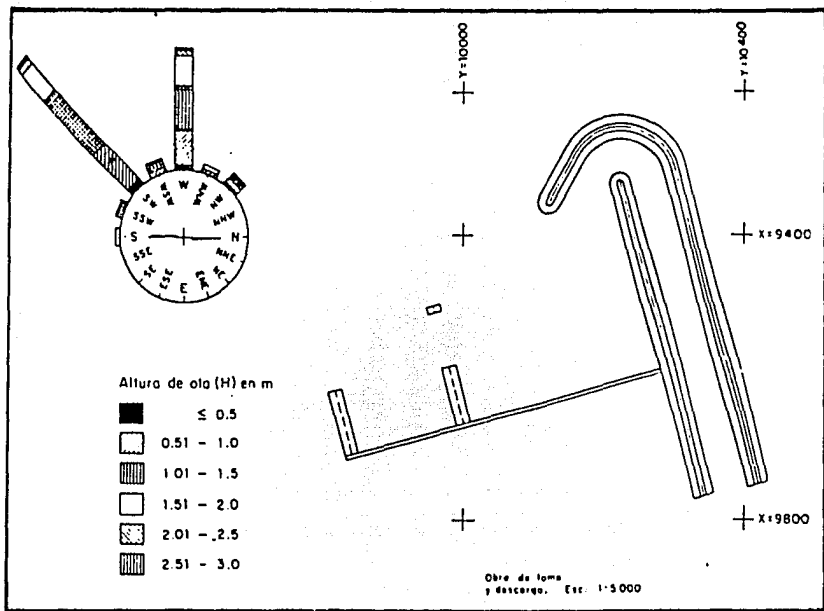 Y=10000
Y=10400
W
WSW
WNW
SW
NW
SSW
NNW
S
N
X=9400
SSE
NNE
SE
NE
ESE
ENE
E
Altura de ola (H) en m
≤ 0.5
0.51 - 1.0
1.01 - 1.5
1.51 - 2.0
2.01 - 2.5
2.51 - 3.0
X=9800
Obra de toma
y descarga. Esc. 1:5000